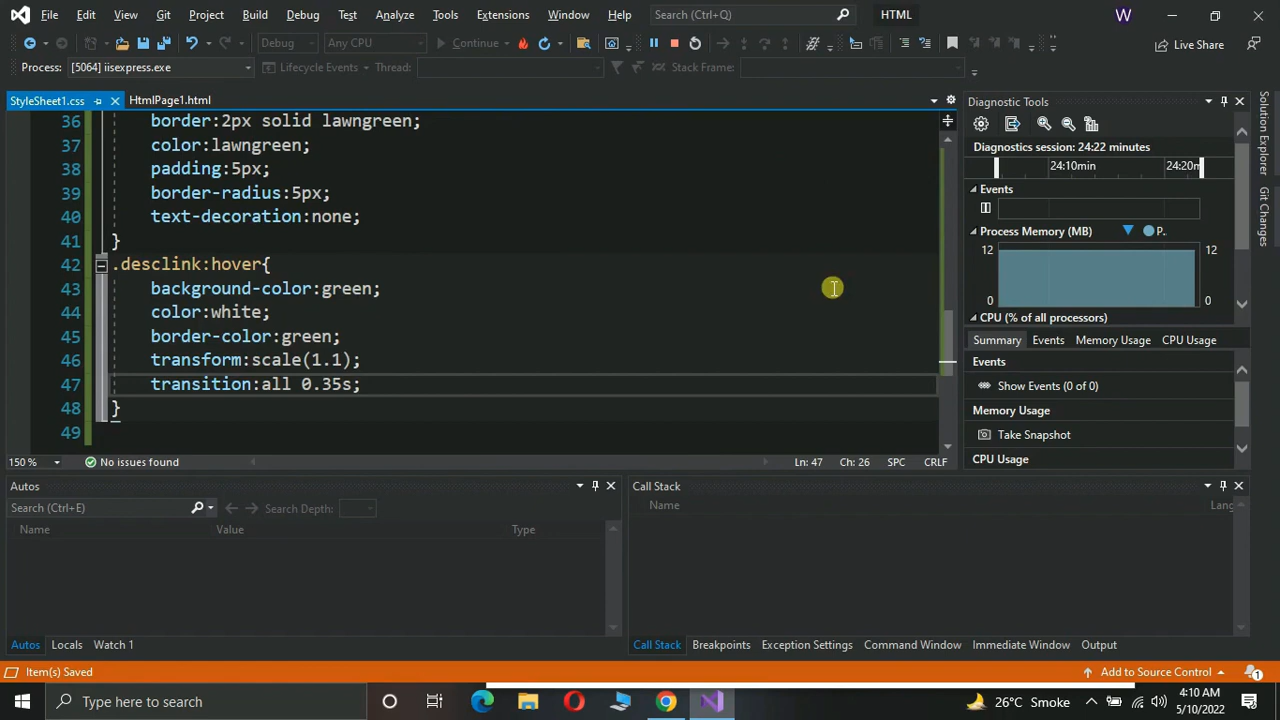 File Edit View Git Project Build Debug Test Analyze Tools Extensions Window Help Search (Ctrl+Q) HTML W
Debug Any CPU Continue Live Share
Process: [5064] iisexpress.exe Lifecycle Events Thread: Stack Frame:
StyleSheet1.css HtmlPage1.html
36 border:2px solid lawngreen;
37 color:lawngreen;
38 padding:5px;
39 border-radius:5px;
40 text-decoration:none;
41 }
42 .desclink:hover{
43 background-color:green;
44 color:white;
45 border-color:green;
46 transform:scale(1.1);
47 transition:all 0.35s;
48 }
49
150 % No issues found Ln: 47 Ch: 26 SPC CRLF
Diagnostic Tools
Diagnostics session: 24:22 minutes
24:10min 24:20m
Events
Process Memory (MB) P..
12 12
0 0
CPU (% of all processors)
Summary Events Memory Usage CPU Usage
Events
Show Events (0 of 0)
Memory Usage
Take Snapshot
CPU Usage
Solution Explorer
Git Changes
Autos
Search (Ctrl+E) Search Depth:
Name Value Type
Autos Locals Watch 1
Call Stack
Name Lang
Call Stack Breakpoints Exception Settings Command Window Immediate Window Output
Item(s) Saved Add to Source Control 1
Type here to search 26°C Smoke 4:10 AM
5/10/2022